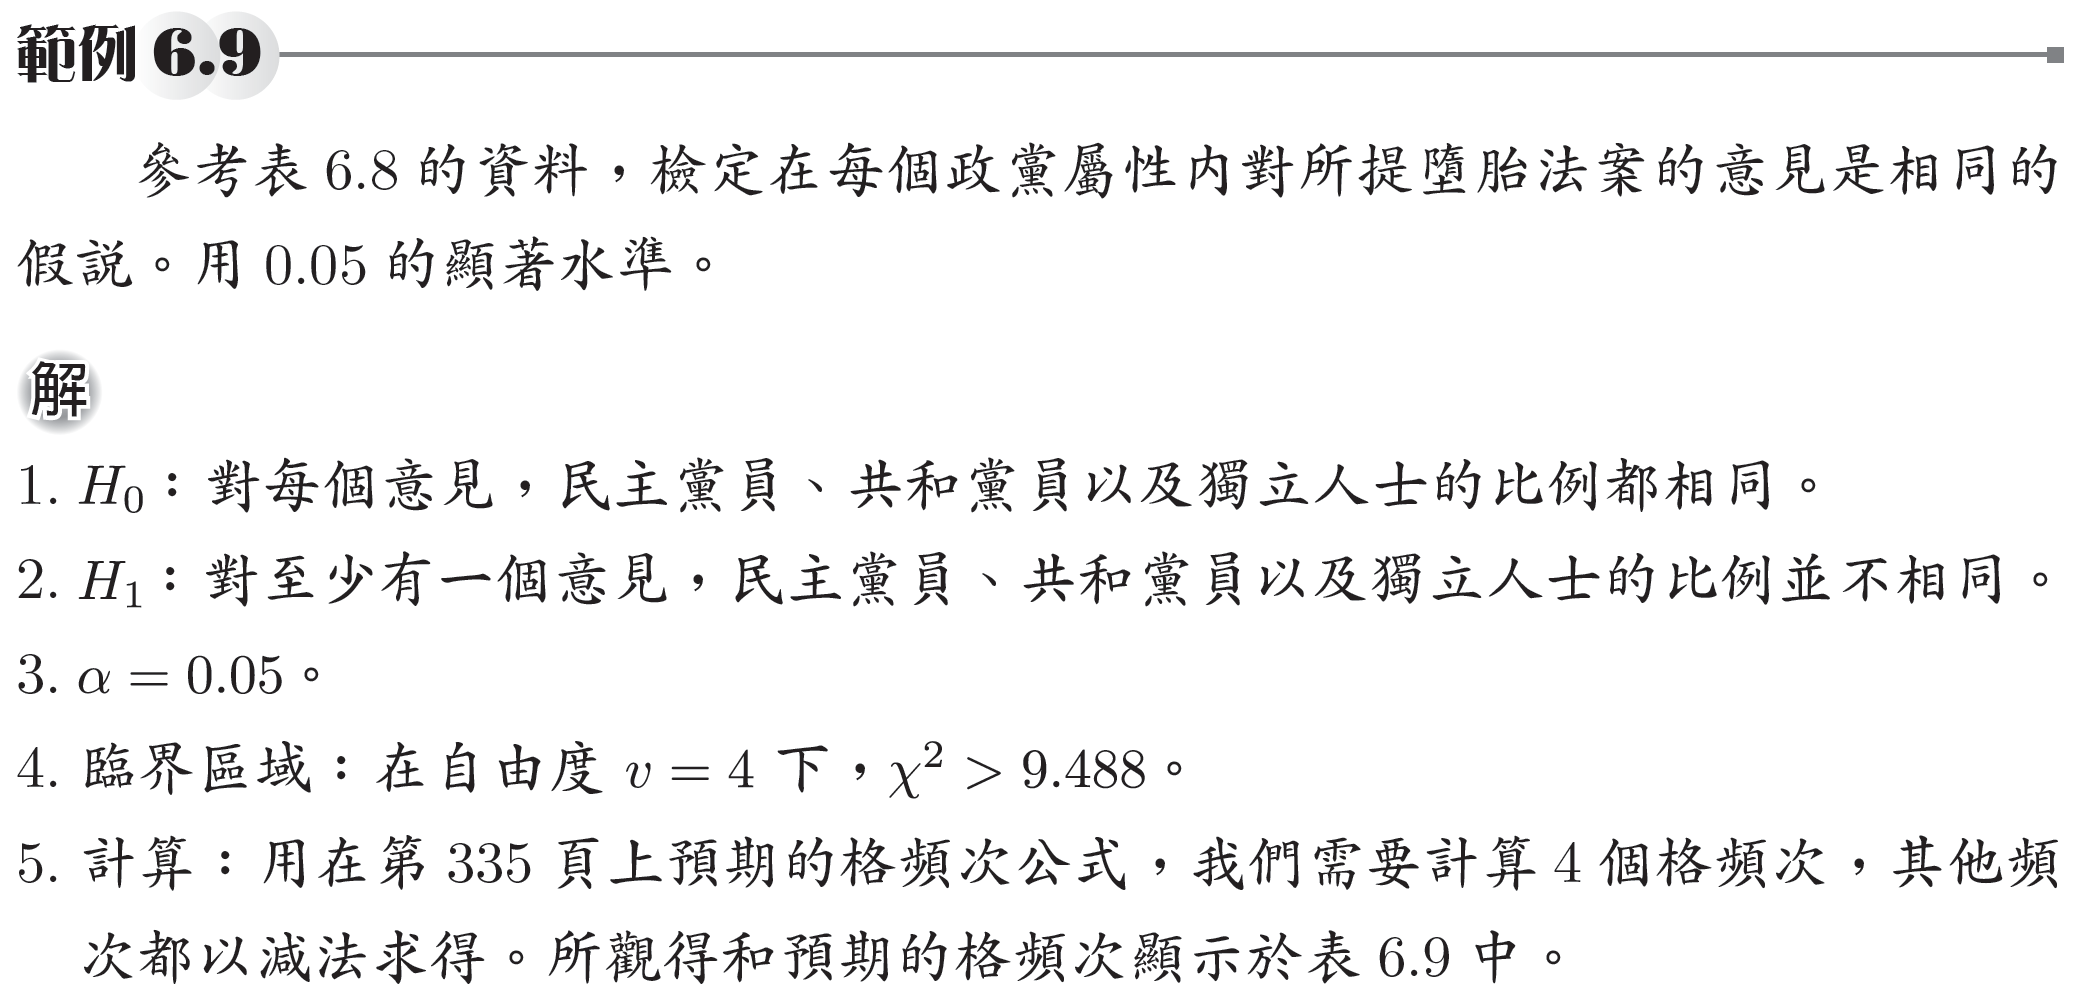 範例 6.9
參考表 6.8 的資料，檢定在每個政黨屬性內對所提墮胎法案的意見是相同的
假說。用 0.05 的顯著水準。
解
1. H₀：對每個意見，民主黨員、共和黨員以及獨立人士的比例都相同。
2. H₁：對至少有一個意見，民主黨員、共和黨員以及獨立人士的比例並不相同。
3. α = 0.05。
4. 臨界區域：在自由度 v = 4 下，χ² > 9.488。
5. 計算：用在第 335 頁上預期的格頻次公式，我們需要計算 4 個格頻次，其他頻
次都以減法求得。所觀得和預期的格頻次顯示於表 6.9 中。